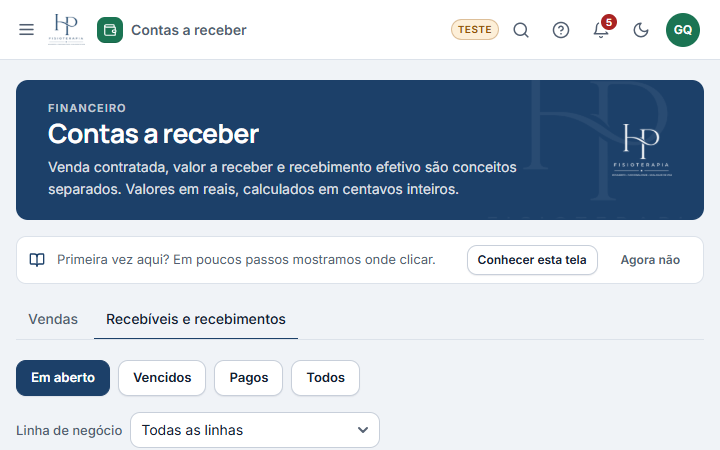 HP
FISIOTERAPIA
Contas a receber
TESTE
5
GQ
FINANCEIRO
Contas a receber
Venda contratada, valor a receber e recebimento efetivo são conceitos
separados. Valores em reais, calculados em centavos inteiros.
HP
FISIOTERAPIA
Primeira vez aqui? Em poucos passos mostramos onde clicar.
Conhecer esta tela
Agora não
Vendas
Recebíveis e recebimentos
Em aberto
Vencidos
Pagos
Todos
Linha de negócio
Todas as linhas